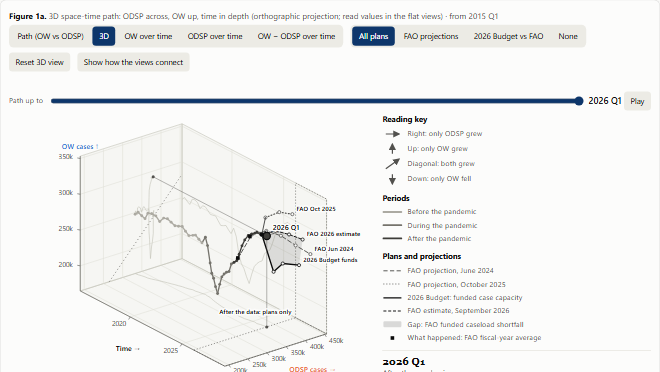 Figure 1a. 3D space-time path: ODSP across, OW up, time in depth (orthographic projection; read values in the flat views) · from 2015 Q1
Path (OW vs ODSP) 3D OW over time ODSP over time OW − ODSP over time All plans FAO projections 2026 Budget vs FAO None
Reset 3D view Show how the views connect
Path up to 2026 Q1 Play
OW cases ↑
350k
300k
250k
200k
FAO Oct 2025
2026 Q1
FAO 2026 estimate
FAO Jun 2024
2026 Budget funds
After the data: plans only
2020
Time →
2025
200k
250k
300k
350k
400k
450k
ODSP cases →
Reading key
Right: only ODSP grew
Up: only OW grew
Diagonal: both grew
Down: only OW fell
Periods
Before the pandemic
During the pandemic
After the pandemic
Plans and projections
FAO projection, June 2024
FAO projection, October 2025
2026 Budget: funded case capacity
FAO estimate, September 2026
Gap: FAO funded caseload shortfall
What happened: FAO fiscal-year average
2026 Q1